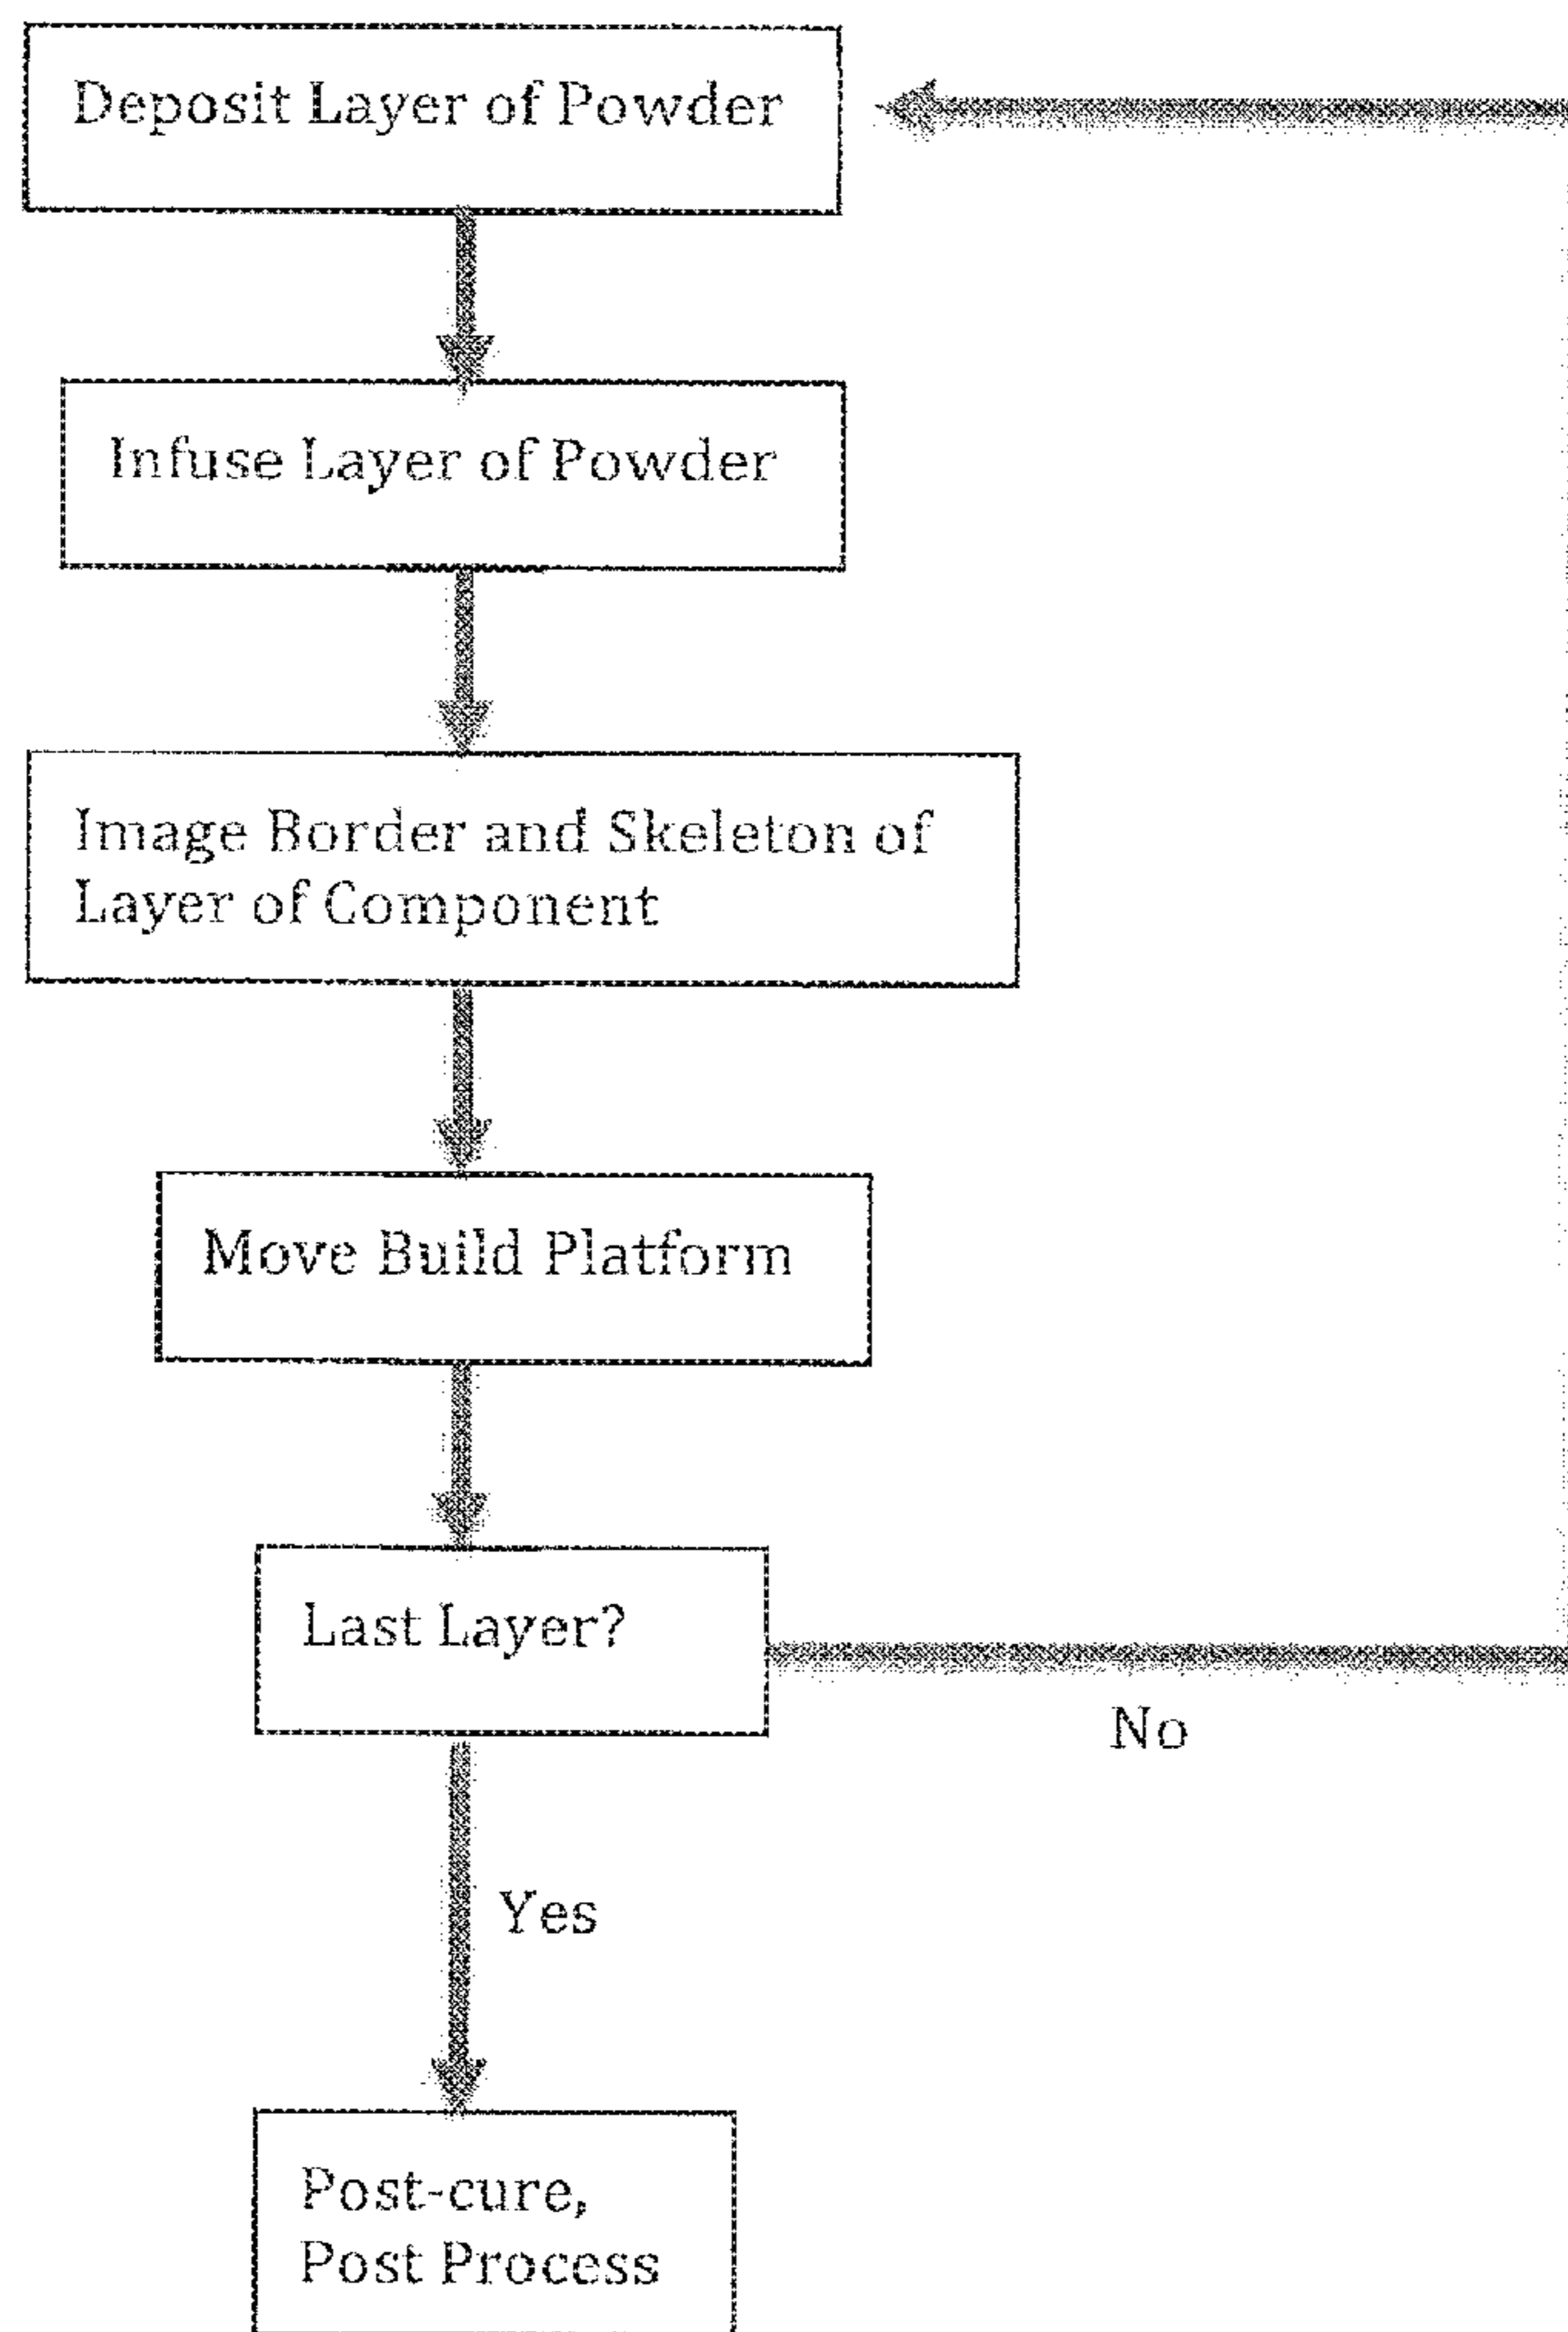 Deposit Layer of Powder
Infuse Layer of Powder
Image Border and Skeleton of
Layer of Component
Move Build Platform
Last Layer?
No
Yes
Post-cure,
Post Process